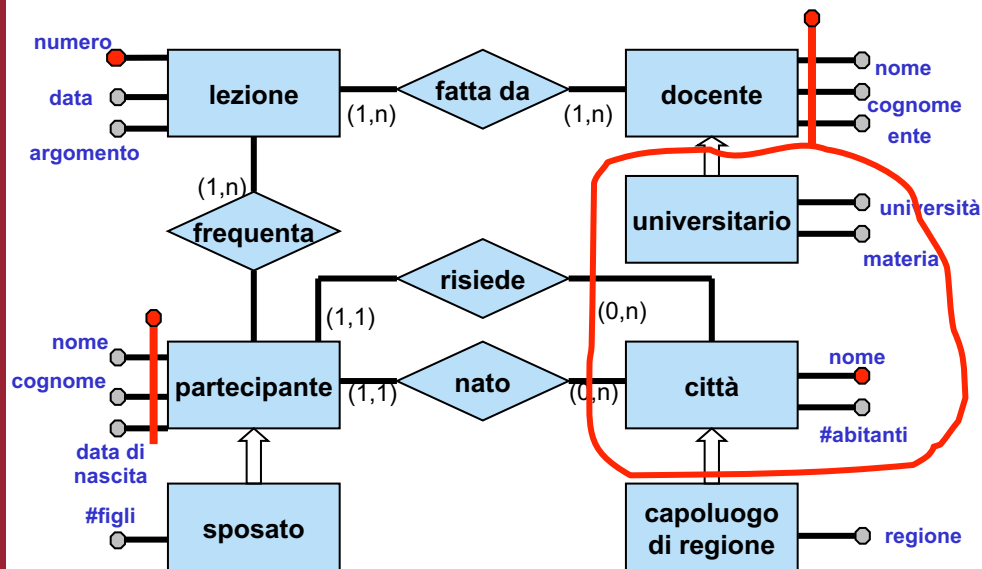 numero
data
argomento
lezione
(1,n)
fatta da
(1,n)
docente
nome
cognome
ente
(1,n)
frequenta
universitario
università
materia
risiede
(1,1)
(0,n)
nome
cognome
data di
nascita
partecipante
(1,1)
nato
(0,n)
città
nome
#abitanti
#figli
sposato
capoluogo
di regione
regione